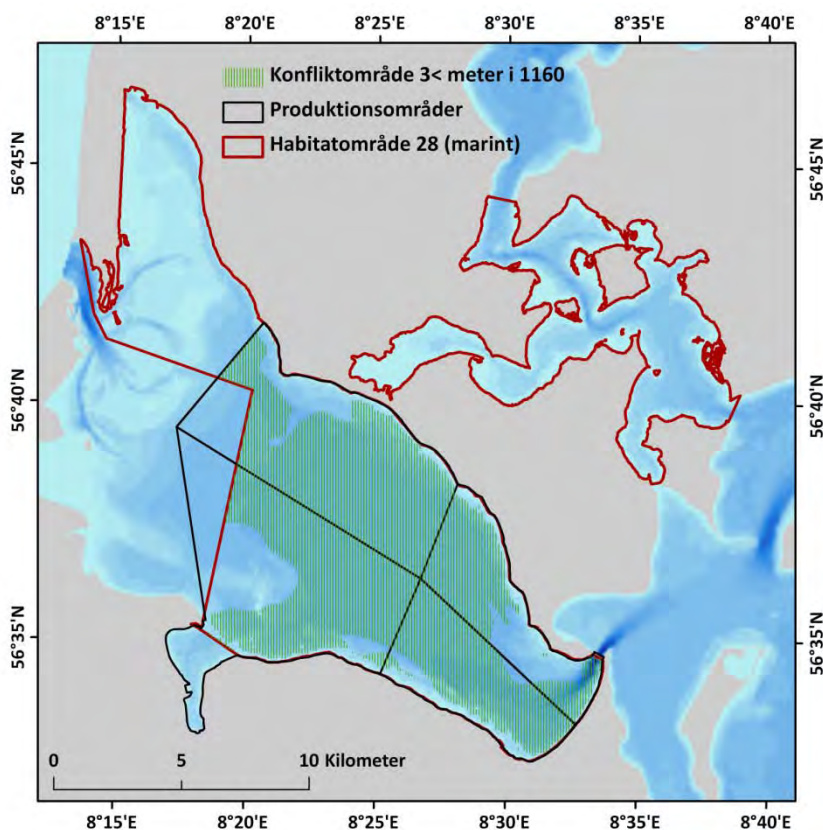 8°15'E 8°20'E 8°25'E 8°30'E 8°35'E 8°40'E
Konfliktområde 3< meter i 1160
Produktionsområder
Habitatområde 28 (marint)
56°45'N 56°45'N
56°40'N 56°40'N
56°35'N 56°35'N
0 5 10 Kilometer
8°15'E 8°20'E 8°25'E 8°30'E 8°35'E 8°40'E